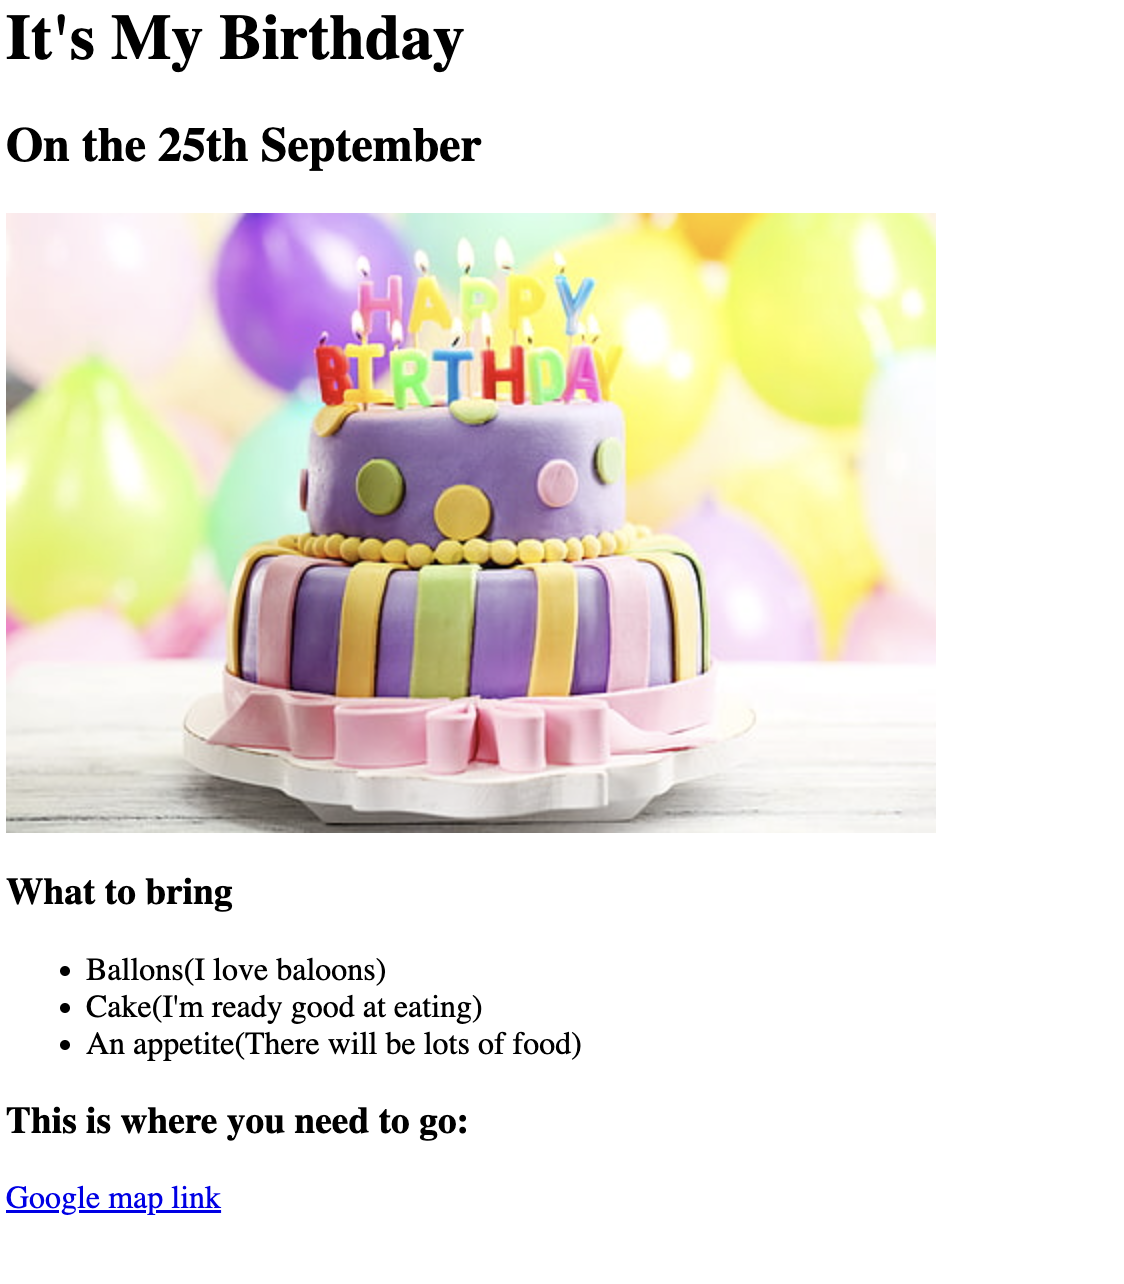 It's My Birthday
On the 25th September
HAPPY
BIRTHDAY
What to bring
Ballons(I love baloons)
Cake(I'm ready good at eating)
An appetite(There will be lots of food)
This is where you need to go:
Google map link